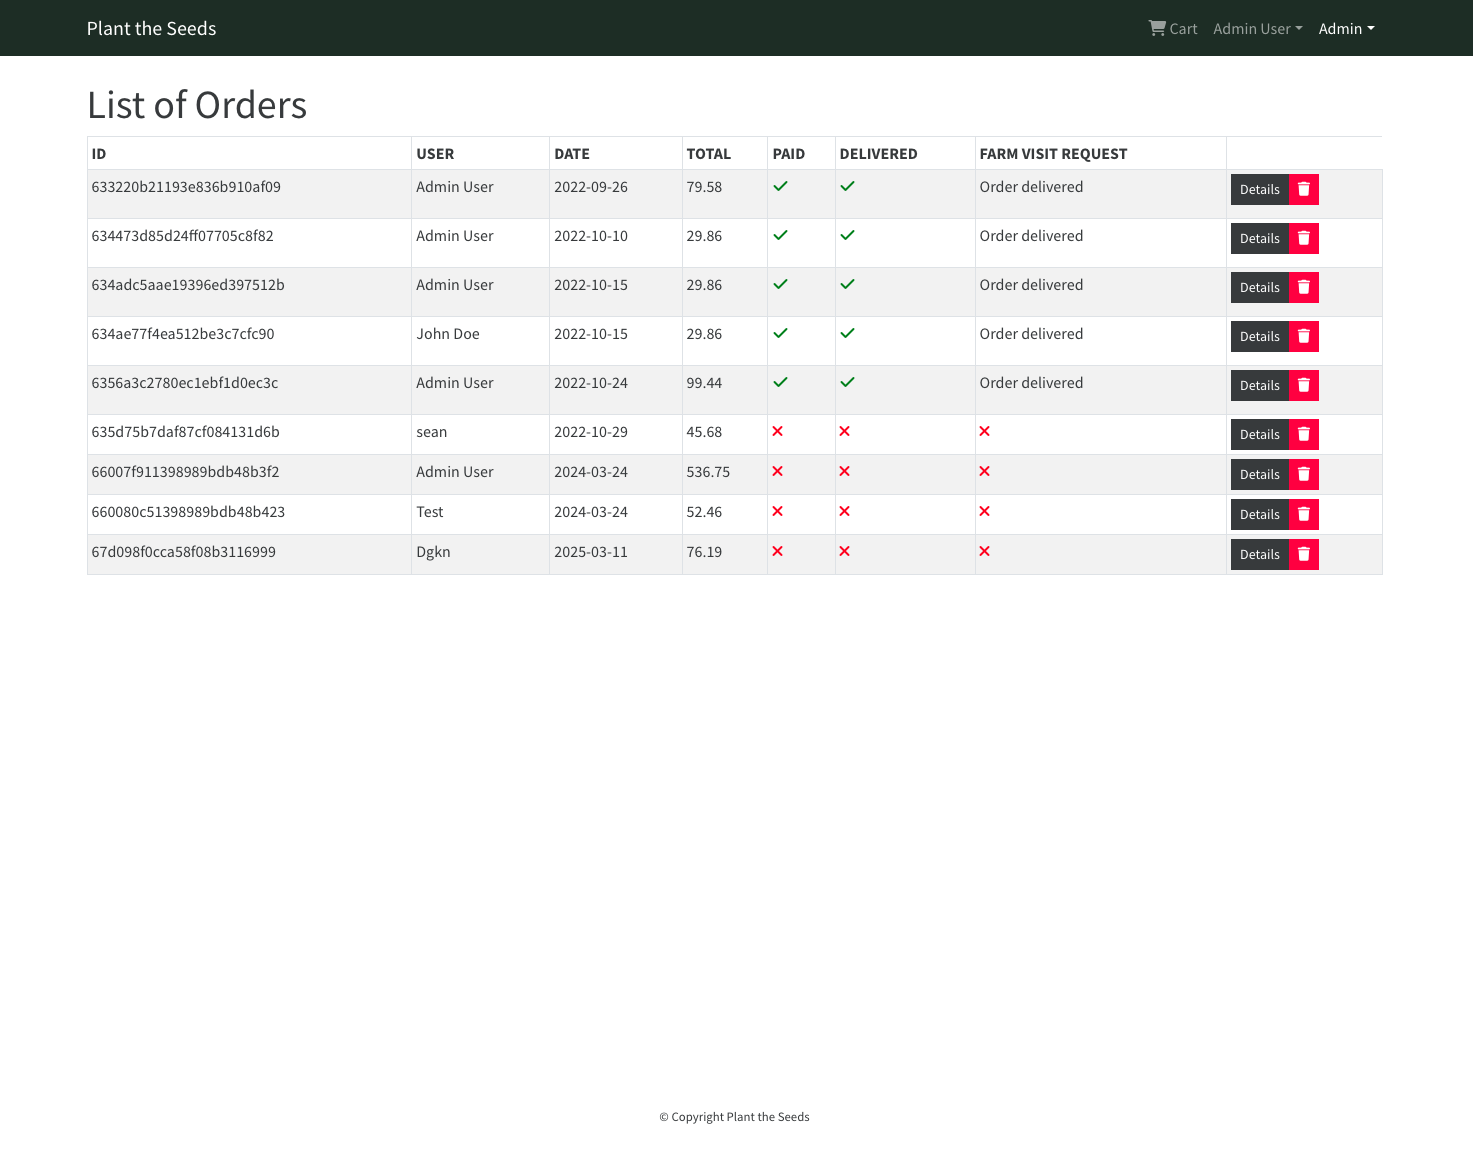 Plant the Seeds Cart Admin User Admin
List of Orders
ID USER DATE TOTAL PAID DELIVERED FARM VISIT REQUEST
633220b21193e836b910af09 Admin User 2022-09-26 79.58 Order delivered Details
634473d85d24ff07705c8f82 Admin User 2022-10-10 29.86 Order delivered Details
634adc5aae19396ed397512b Admin User 2022-10-15 29.86 Order delivered Details
634ae77f4ea512be3c7cfc90 John Doe 2022-10-15 29.86 Order delivered Details
6356a3c2780ec1ebf1d0ec3c Admin User 2022-10-24 99.44 Order delivered Details
635d75b7daf87cf084131d6b sean 2022-10-29 45.68 Details
66007f911398989bdb48b3f2 Admin User 2024-03-24 536.75 Details
660080c51398989bdb48b423 Test 2024-03-24 52.46 Details
67d098f0cca58f08b3116999 Dgkn 2025-03-11 76.19 Details
© Copyright Plant the Seeds